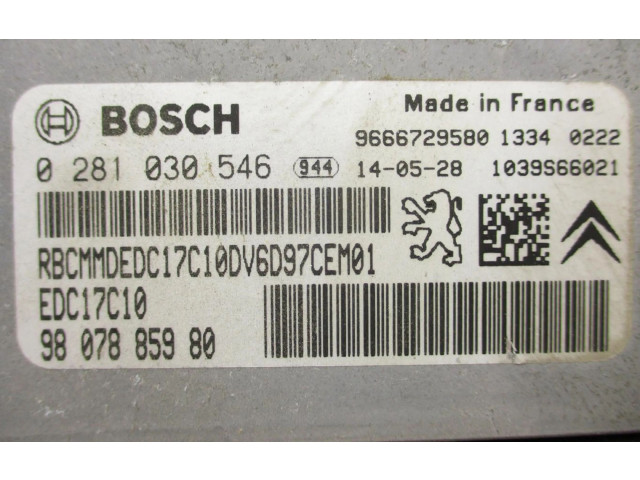 BOSCH
Made in France
9666729580 1334 0222
0 281 030 546 944 14-05-28 1039S66021
RBCMMDEDC17C10DV6D97CEM01
EDC17C10
98 078 859 80